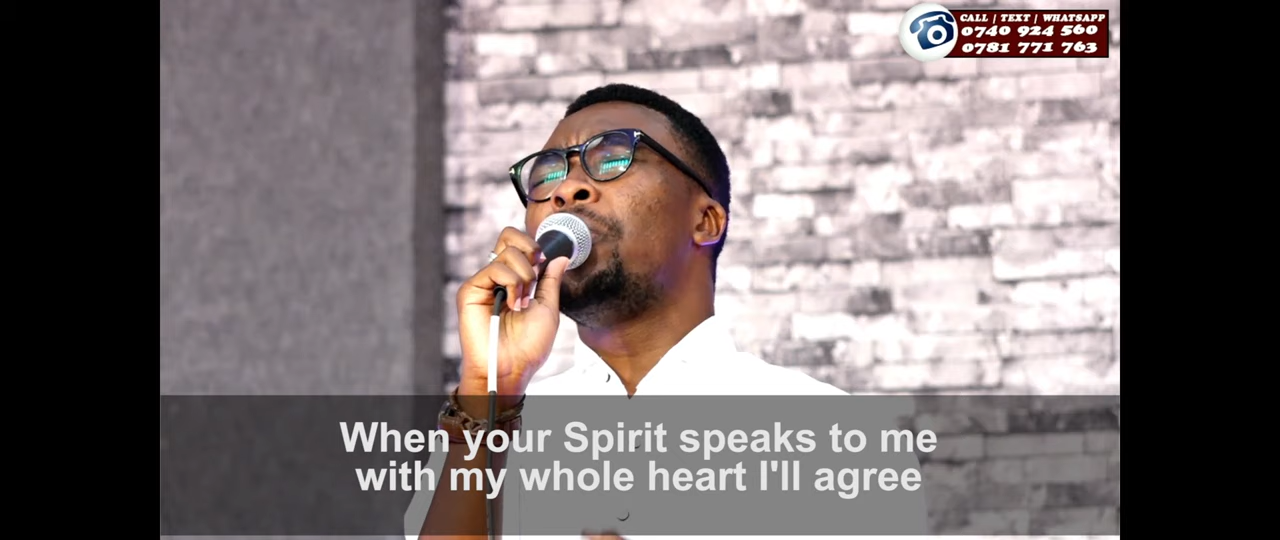 CALL / TEXT / WHATSAPP
0740 924 560
0781 771 763
When your Spirit speaks to me
with my whole heart I'll agree